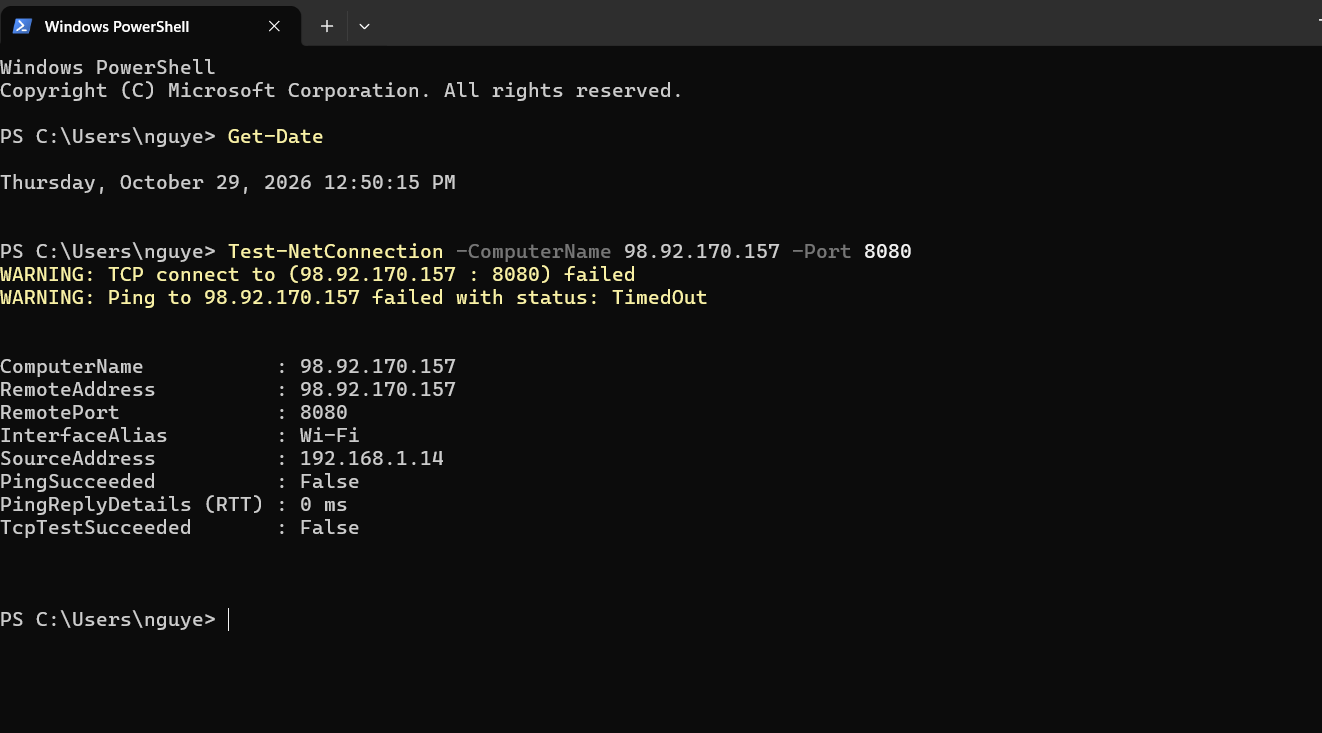 Windows PowerShell
Windows PowerShell
Copyright (C) Microsoft Corporation. All rights reserved.
PS C:\Users\nguye> Get-Date
Thursday, October 29, 2026 12:50:15 PM
PS C:\Users\nguye> Test-NetConnection -ComputerName 98.92.170.157 -Port 8080
WARNING: TCP connect to (98.92.170.157 : 8080) failed
WARNING: Ping to 98.92.170.157 failed with status: TimedOut
ComputerName           : 98.92.170.157
RemoteAddress          : 98.92.170.157
RemotePort             : 8080
InterfaceAlias         : Wi-Fi
SourceAddress          : 192.168.1.14
PingSucceeded          : False
PingReplyDetails (RTT) : 0 ms
TcpTestSucceeded       : False
PS C:\Users\nguye>